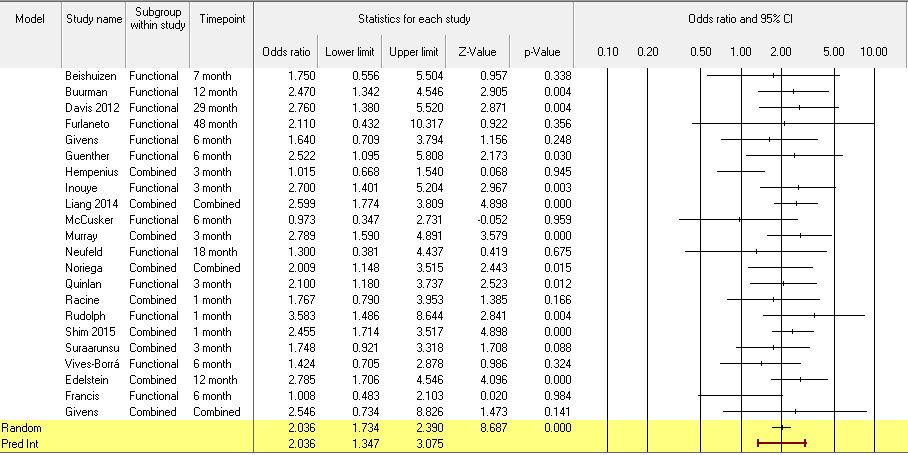 Model Study name Subgroup within study Timepoint Statistics for each study Odds ratio and 95% CI
Odds ratio Lower limit Upper limit Z-Value p-Value 0.10 0.20 0.50 1.00 2.00 5.00 10.00
Beishuizen Functional 7 month 1.750 0.556 5.504 0.957 0.338
Buurman Functional 12 month 2.470 1.342 4.546 2.905 0.004
Davis 2012 Functional 29 month 2.760 1.380 5.520 2.871 0.004
Furlaneto Functional 48 month 2.110 0.432 10.317 0.922 0.356
Givens Functional 6 month 1.640 0.709 3.794 1.156 0.248
Guenther Functional 6 month 2.522 1.095 5.808 2.173 0.030
Hempenius Combined 3 month 1.015 0.668 1.540 0.068 0.945
Inouye Functional 3 month 2.700 1.401 5.204 2.967 0.003
Liang 2014 Combined Combined 2.599 1.774 3.809 4.898 0.000
McCusker Functional 6 month 0.973 0.347 2.731 -0.052 0.959
Murray Combined 3 month 2.789 1.590 4.891 3.579 0.000
Neufeld Functional 18 month 1.300 0.381 4.437 0.419 0.675
Noriega Combined Combined 2.009 1.148 3.515 2.443 0.015
Quinlan Functional 3 month 2.100 1.180 3.737 2.523 0.012
Racine Combined 1 month 1.767 0.790 3.953 1.385 0.166
Rudolph Functional 1 month 3.583 1.486 8.644 2.841 0.004
Shim 2015 Combined 1 month 2.455 1.714 3.517 4.898 0.000
Suraarunsu Combined 3 month 1.748 0.921 3.318 1.708 0.088
Vives-Borrá Functional 6 month 1.424 0.705 2.878 0.986 0.324
Edelstein Combined 12 month 2.785 1.706 4.546 4.096 0.000
Francis Functional 6 month 1.008 0.483 2.103 0.020 0.984
Givens Combined Combined 2.546 0.734 8.826 1.473 0.141
Random 2.036 1.734 2.390 8.687 0.000
Pred Int 2.036 1.347 3.075